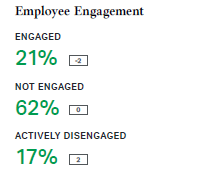 Employee Engagement
ENGAGED
21% -2
NOT ENGAGED
62% 0
ACTIVELY DISENGAGED
17% 2